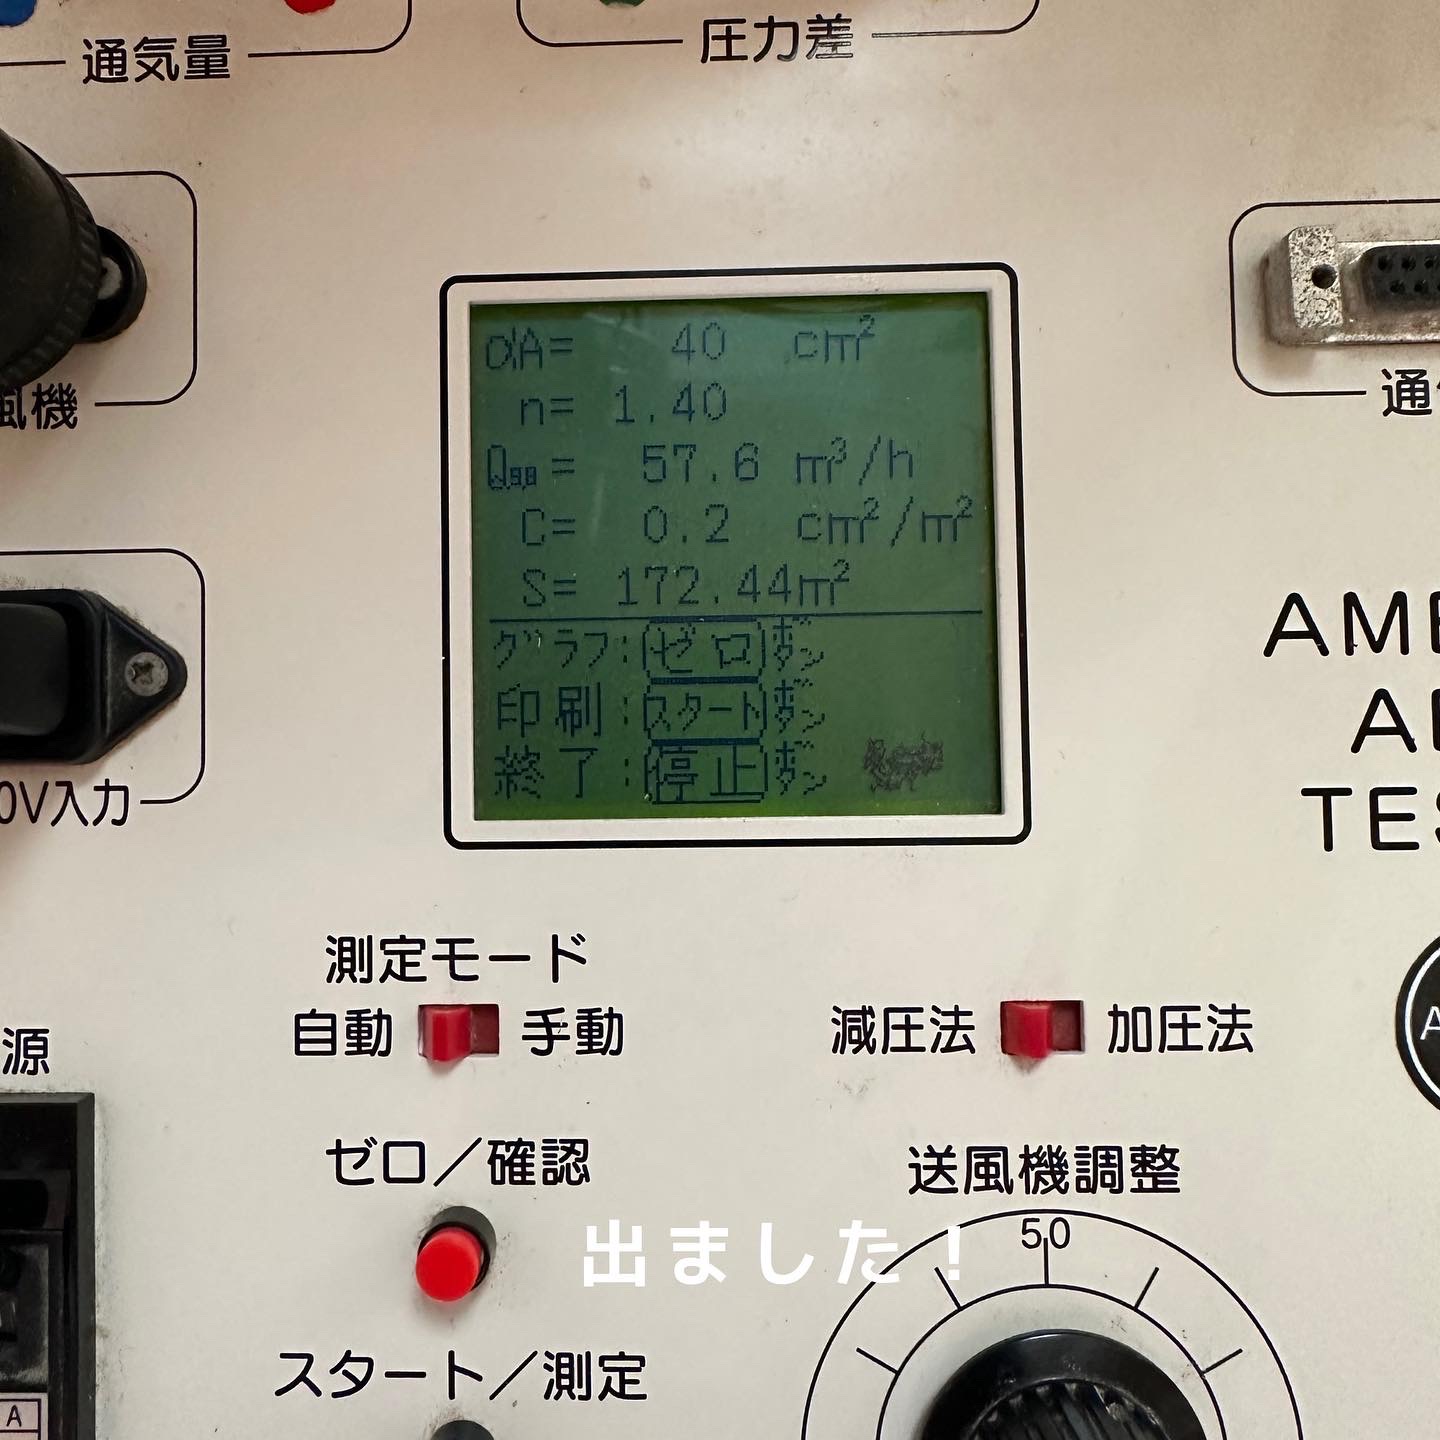 通気量
圧力差
風機
通
0V入力
αA= 40 cm²
n= 1.40
Q₉.₈= 57.6 m³/h
C= 0.2 cm²/m²
S= 172.44m²
グラフ:ゼロボタン
印刷:スタートボタン
終了:停止ボタン
TES
測定モード
自動
手動
減圧法
加圧法
源
ゼロ／確認
送風機調整
50
出ました！
スタート／測定
A